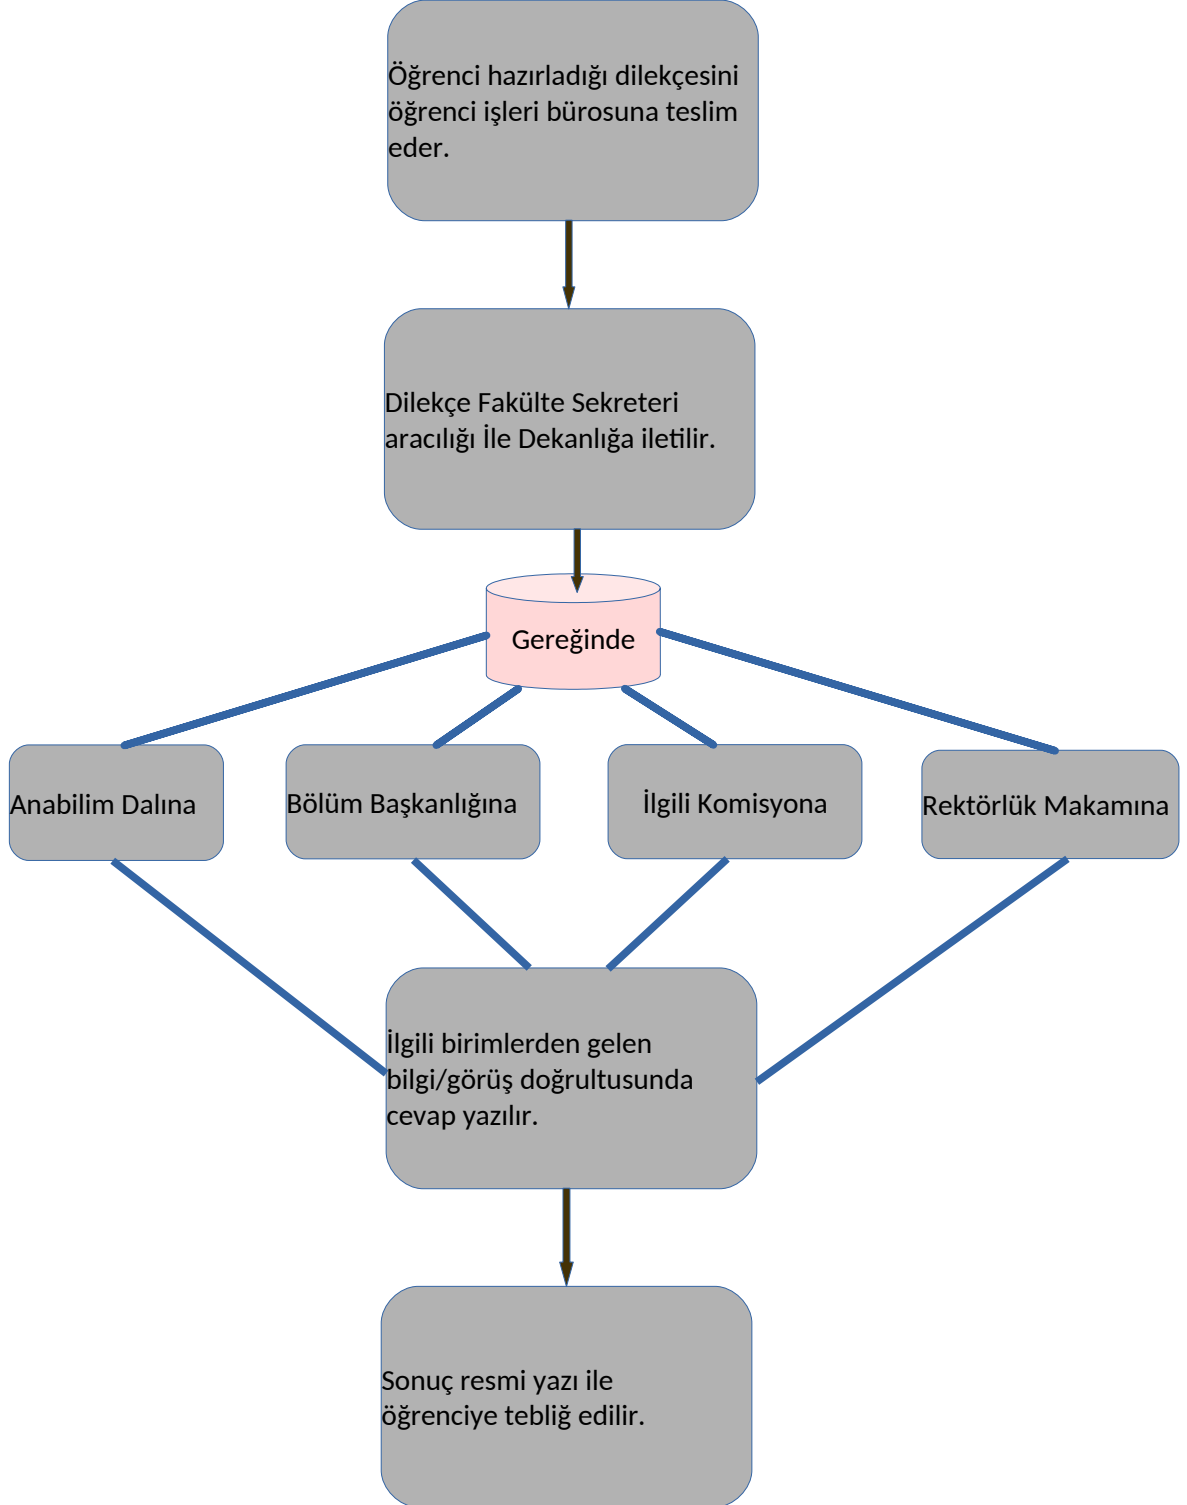 Öğrenci hazırladığı dilekçesini
öğrenci işleri bürosuna teslim
eder.
Dilekçe Fakülte Sekreteri
aracılığı İle Dekanlığa iletilir.
Gereğinde
Anabilim Dalına
Bölüm Başkanlığına
İlgili Komisyona
Rektörlük Makamına
İlgili birimlerden gelen
bilgi/görüş doğrultusunda
cevap yazılır.
Sonuç resmi yazı ile
öğrenciye tebliğ edilir.